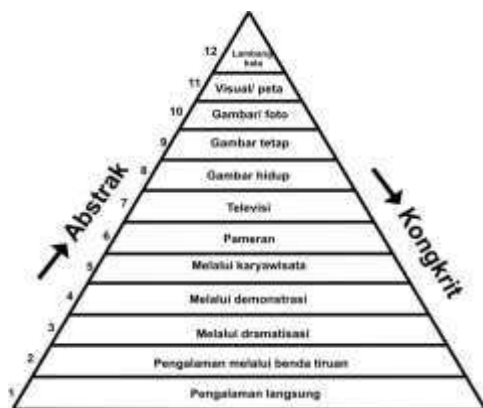 12
Lambang
kata
11
Visual/ peta
10
Gambar/ foto
9
Gambar tetap
8
Gambar hidup
7
Televisi
6
Pameran
5
Melalui karyawisata
4
Melalui demonstrasi
3
Melalui dramatisasi
2
Pengalaman melalui benda tiruan
1
Pengalaman langsung
Abstrak
Kongkrit